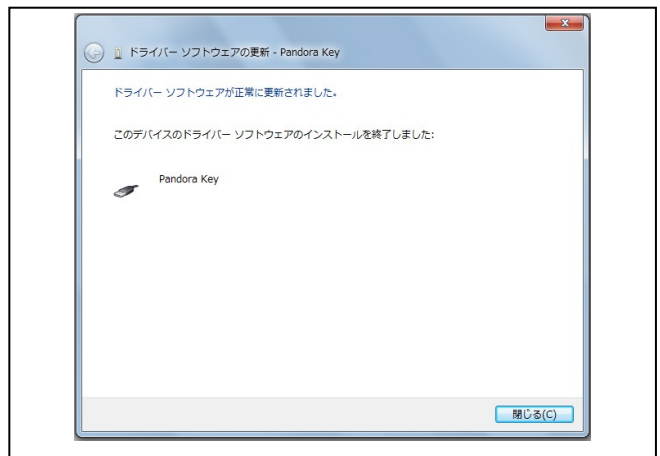 ドライバー ソフトウェアの更新 - Pandora Key
ドライバー ソフトウェアが正常に更新されました。
このデバイスのドライバー ソフトウェアのインストールを終了しました:
Pandora Key
閉じる(C)